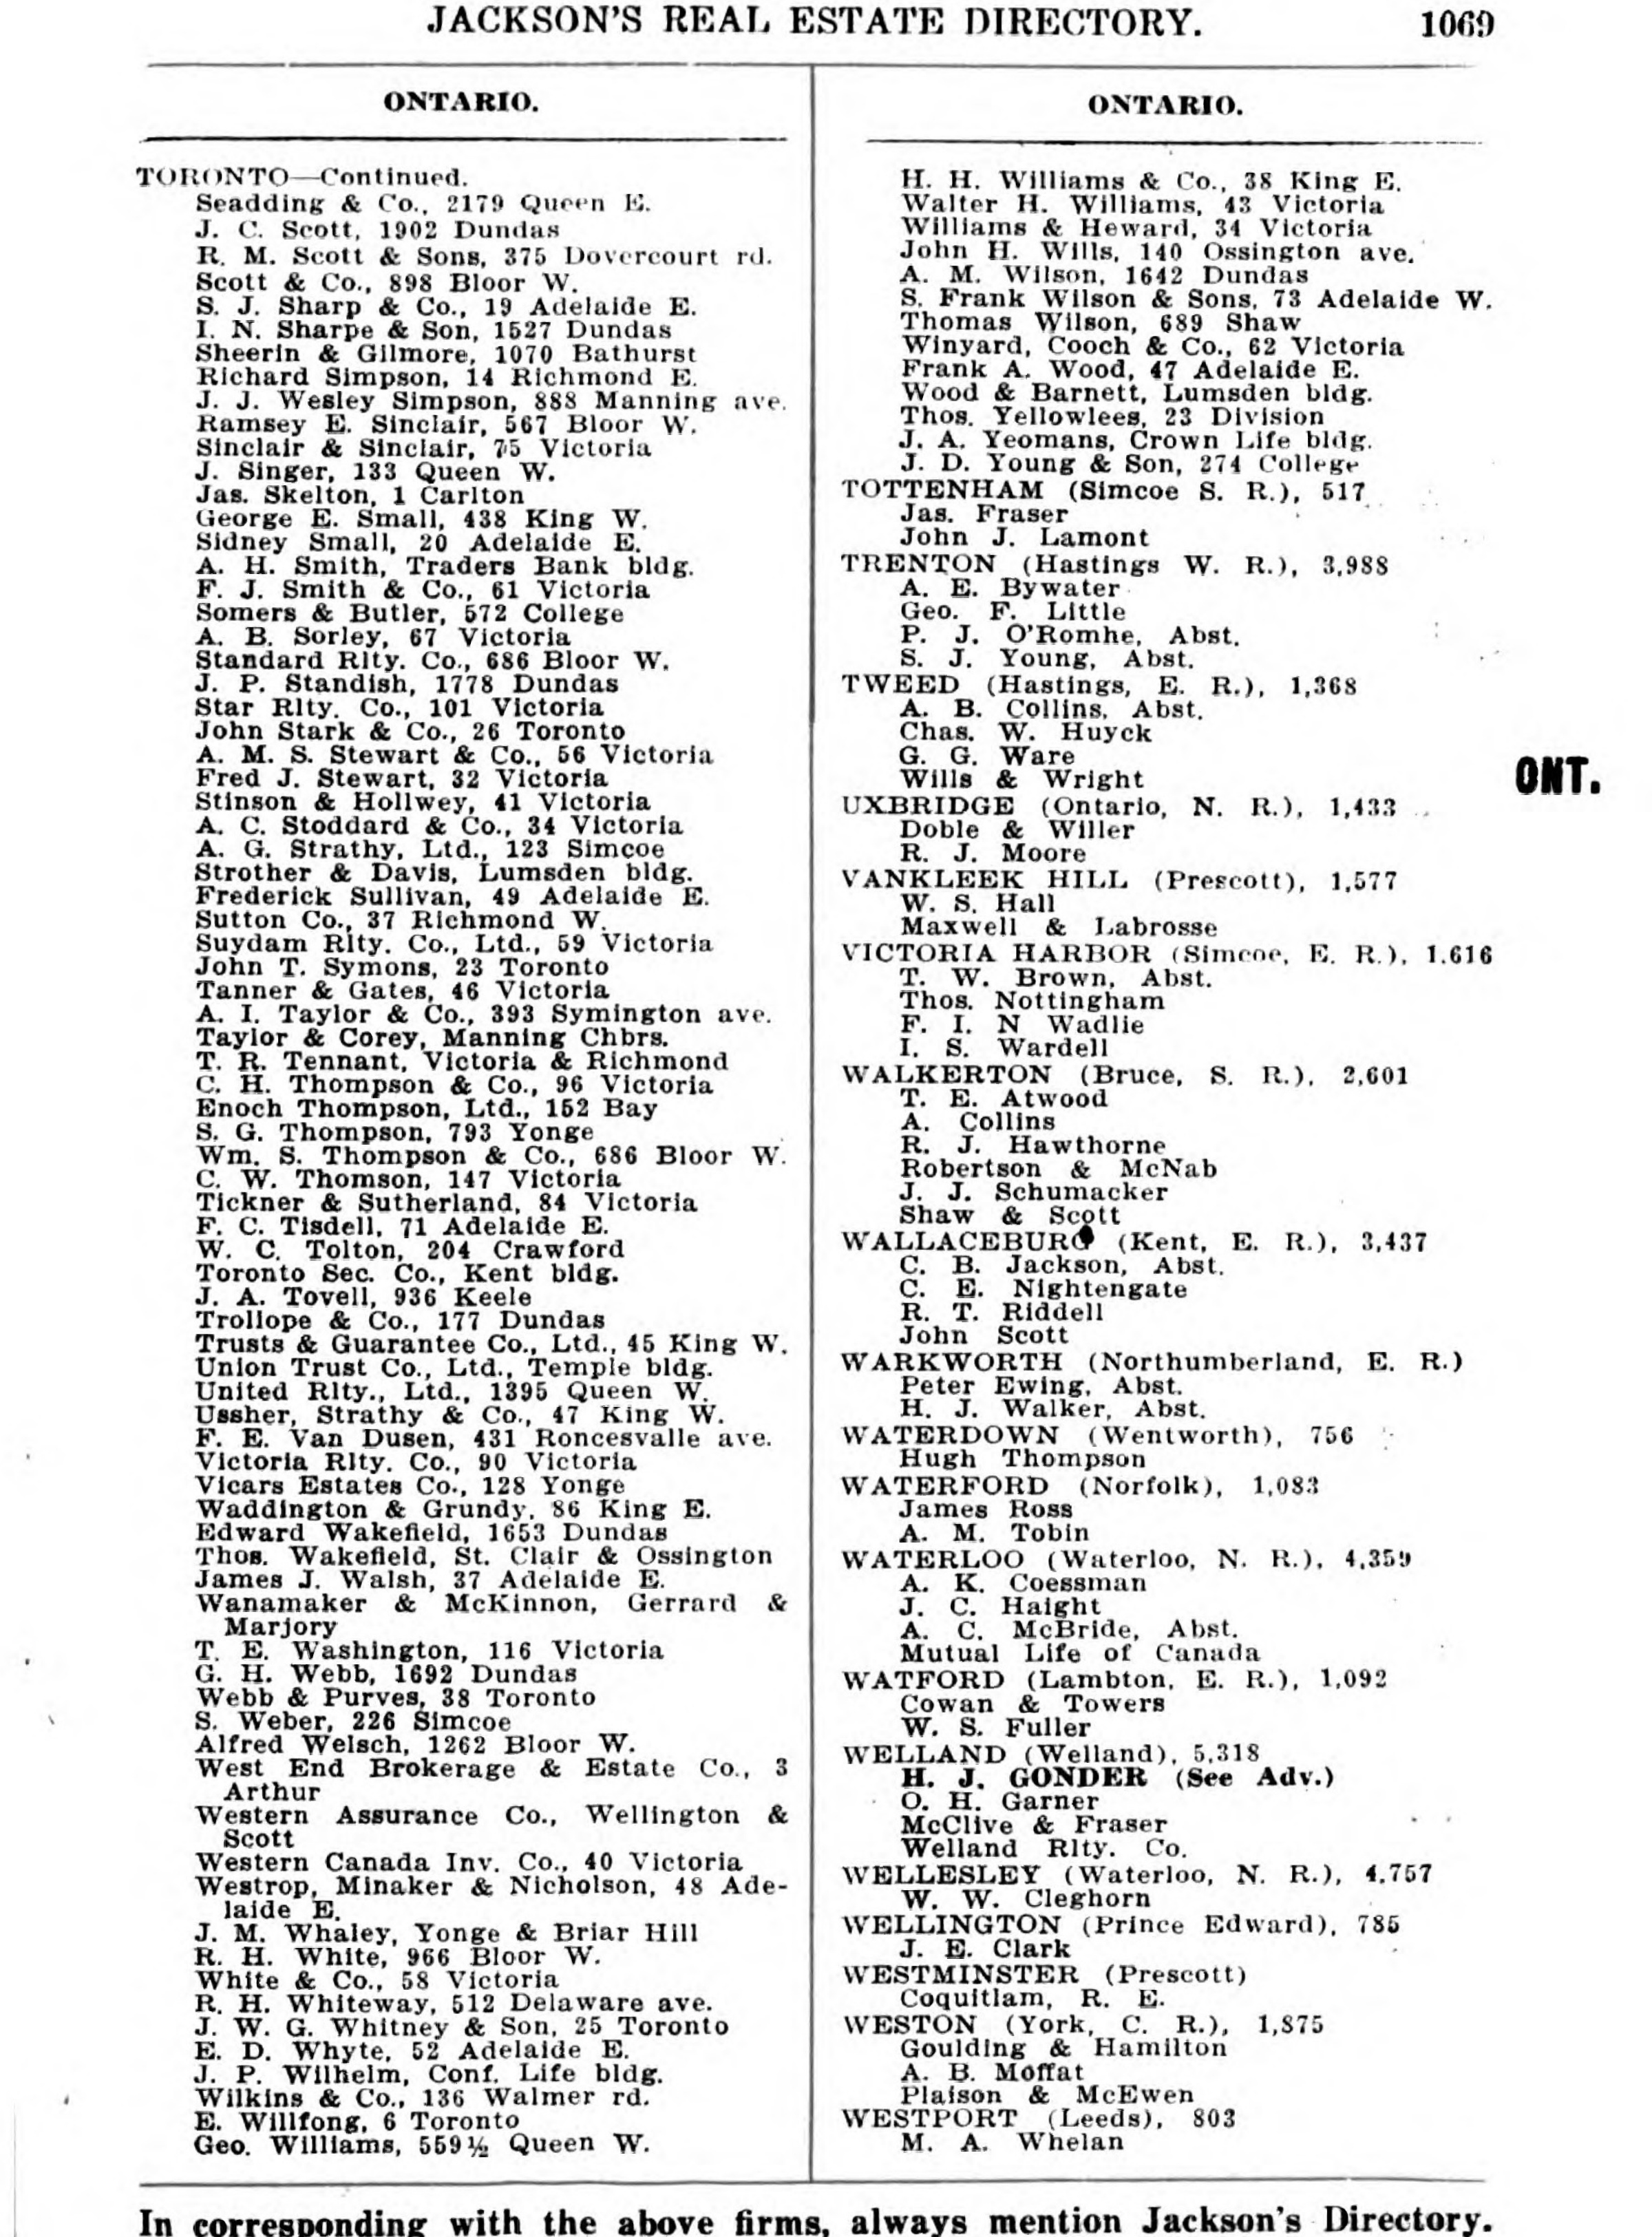 JACKSON'S REAL ESTATE DIRECTORY. 1069
ONTARIO.
TORONTO—Continued.
Seadding & Co., 2179 Queen E.
J. C. Scott, 1902 Dundas
R. M. Scott & Sons, 375 Dovercourt rd.
Scott & Co., 898 Bloor W.
S. J. Sharp & Co., 19 Adelaide E.
I. N. Sharpe & Son, 1527 Dundas
Sheerin & Gilmore, 1070 Bathurst
Richard Simpson, 14 Richmond E.
J. J. Wesley Simpson, 888 Manning ave.
Ramsey E. Sinclair, 567 Bloor W.
Sinclair & Sinclair, 75 Victoria
J. Singer, 133 Queen W.
Jas. Skelton, 1 Carlton
George E. Small, 438 King W.
Sidney Small, 20 Adelaide E.
A. H. Smith, Traders Bank bldg.
F. J. Smith & Co., 61 Victoria
Somers & Butler, 572 College
A. B. Sorley, 67 Victoria
Standard Rlty. Co., 686 Bloor W.
J. P. Standish, 1778 Dundas
Star Rlty. Co., 101 Victoria
John Stark & Co., 26 Toronto
A. M. S. Stewart & Co., 56 Victoria
Fred J. Stewart, 32 Victoria
Stinson & Hollwey, 41 Victoria
A. C. Stoddard & Co., 34 Victoria
A. G. Strathy, Ltd., 123 Simcoe
Strother & Davis, Lumsden bldg.
Frederick Sullivan, 49 Adelaide E.
Sutton Co., 37 Richmond W.
Suydam Rlty. Co., Ltd., 59 Victoria
John T. Symons, 23 Toronto
Tanner & Gates, 46 Victoria
A. I. Taylor & Co., 393 Symington ave.
Taylor & Corey, Manning Chbrs.
T. R. Tennant, Victoria & Richmond
C. H. Thompson & Co., 96 Victoria
Enoch Thompson, Ltd., 152 Bay
S. G. Thompson, 793 Yonge
Wm. S. Thompson & Co., 686 Bloor W.
C. W. Thomson, 147 Victoria
Tickner & Sutherland, 84 Victoria
F. C. Tisdell, 71 Adelaide E.
W. C. Tolton, 204 Crawford
Toronto Sec. Co., Kent bldg.
J. A. Tovell, 936 Keele
Trollope & Co., 177 Dundas
Trusts & Guarantee Co., Ltd., 45 King W.
Union Trust Co., Ltd., Temple bldg.
United Rlty., Ltd., 1395 Queen W.
Ussher, Strathy & Co., 47 King W.
F. E. Van Dusen, 431 Roncesvalle ave.
Victoria Rlty. Co., 90 Victoria
Vicars Estates Co., 128 Yonge
Waddington & Grundy, 86 King E.
Edward Wakefield, 1653 Dundas
Thos. Wakefield, St. Clair & Ossington
James J. Walsh, 37 Adelaide E.
Wanamaker & McKinnon, Gerrard &
Marjory
T. E. Washington, 116 Victoria
G. H. Webb, 1692 Dundas
Webb & Purves, 38 Toronto
S. Weber, 226 Simcoe
Alfred Welsch, 1262 Bloor W.
West End Brokerage & Estate Co., 3
Arthur
Western Assurance Co., Wellington &
Scott
Western Canada Inv. Co., 40 Victoria
Westrop, Minaker & Nicholson, 48 Ade-
laide E.
J. M. Whaley, Yonge & Briar Hill
R. H. White, 966 Bloor W.
White & Co., 58 Victoria
R. H. Whiteway, 512 Delaware ave.
J. W. G. Whitney & Son, 25 Toronto
E. D. Whyte, 52 Adelaide E.
J. P. Wilhelm, Conf. Life bldg.
Wilkins & Co., 136 Walmer rd.
E. Willfong, 6 Toronto
Geo. Williams, 559½ Queen W.
ONTARIO.
H. H. Williams & Co., 38 King E.
Walter H. Williams, 43 Victoria
Williams & Heward, 34 Victoria
John H. Wills, 140 Ossington ave.
A. M. Wilson, 1642 Dundas
S. Frank Wilson & Sons, 73 Adelaide W.
Thomas Wilson, 689 Shaw
Winyard, Cooch & Co., 62 Victoria
Frank A. Wood, 47 Adelaide E.
Wood & Barnett, Lumsden bldg.
Thos. Yellowlees, 23 Division
J. A. Yeomans, Crown Life bldg.
J. D. Young & Son, 274 College
TOTTENHAM (Simcoe S. R.), 517
Jas. Fraser
John J. Lamont
TRENTON (Hastings W. R.), 3,988
A. E. Bywater
Geo. F. Little
P. J. O'Romhe, Abst.
S. J. Young, Abst.
TWEED (Hastings, E. R.), 1,368
A. B. Collins, Abst.
Chas. W. Huyck
G. G. Ware
Wills & Wright
UXBRIDGE (Ontario, N. R.), 1,433
Doble & Willer
R. J. Moore
VANKLEEK HILL (Prescott), 1,577
W. S. Hall
Maxwell & Labrosse
VICTORIA HARBOR (Simcoe, E. R.), 1.616
T. W. Brown, Abst.
Thos. Nottingham
F. I. N Wadlie
I. S. Wardell
WALKERTON (Bruce, S. R.), 2,601
T. E. Atwood
A. Collins
R. J. Hawthorne
Robertson & McNab
J. J. Schumacker
Shaw & Scott
WALLACEBURG (Kent, E. R.), 3,437
C. B. Jackson, Abst.
C. E. Nightengate
R. T. Riddell
John Scott
WARKWORTH (Northumberland, E. R.)
Peter Ewing, Abst.
H. J. Walker, Abst.
WATERDOWN (Wentworth), 756
Hugh Thompson
WATERFORD (Norfolk), 1,083
James Ross
A. M. Tobin
WATERLOO (Waterloo, N. R.), 4,359
A. K. Coessman
J. C. Haight
A. C. McBride, Abst.
Mutual Life of Canada
WATFORD (Lambton, E. R.), 1,092
Cowan & Towers
W. S. Fuller
WELLAND (Welland), 5,318
H. J. GONDER (See Adv.)
O. H. Garner
McClive & Fraser
Welland Rlty. Co.
WELLESLEY (Waterloo, N. R.), 4,757
W. W. Cleghorn
WELLINGTON (Prince Edward), 785
J. E. Clark
WESTMINSTER (Prescott)
Coquitlam, R. E.
WESTON (York, C. R.), 1,875
Goulding & Hamilton
A. B. Moffat
Plaison & McEwen
WESTPORT (Leeds), 803
M. A. Whelan
ONT.
In corresponding with the above firms, always mention Jackson's Directory.